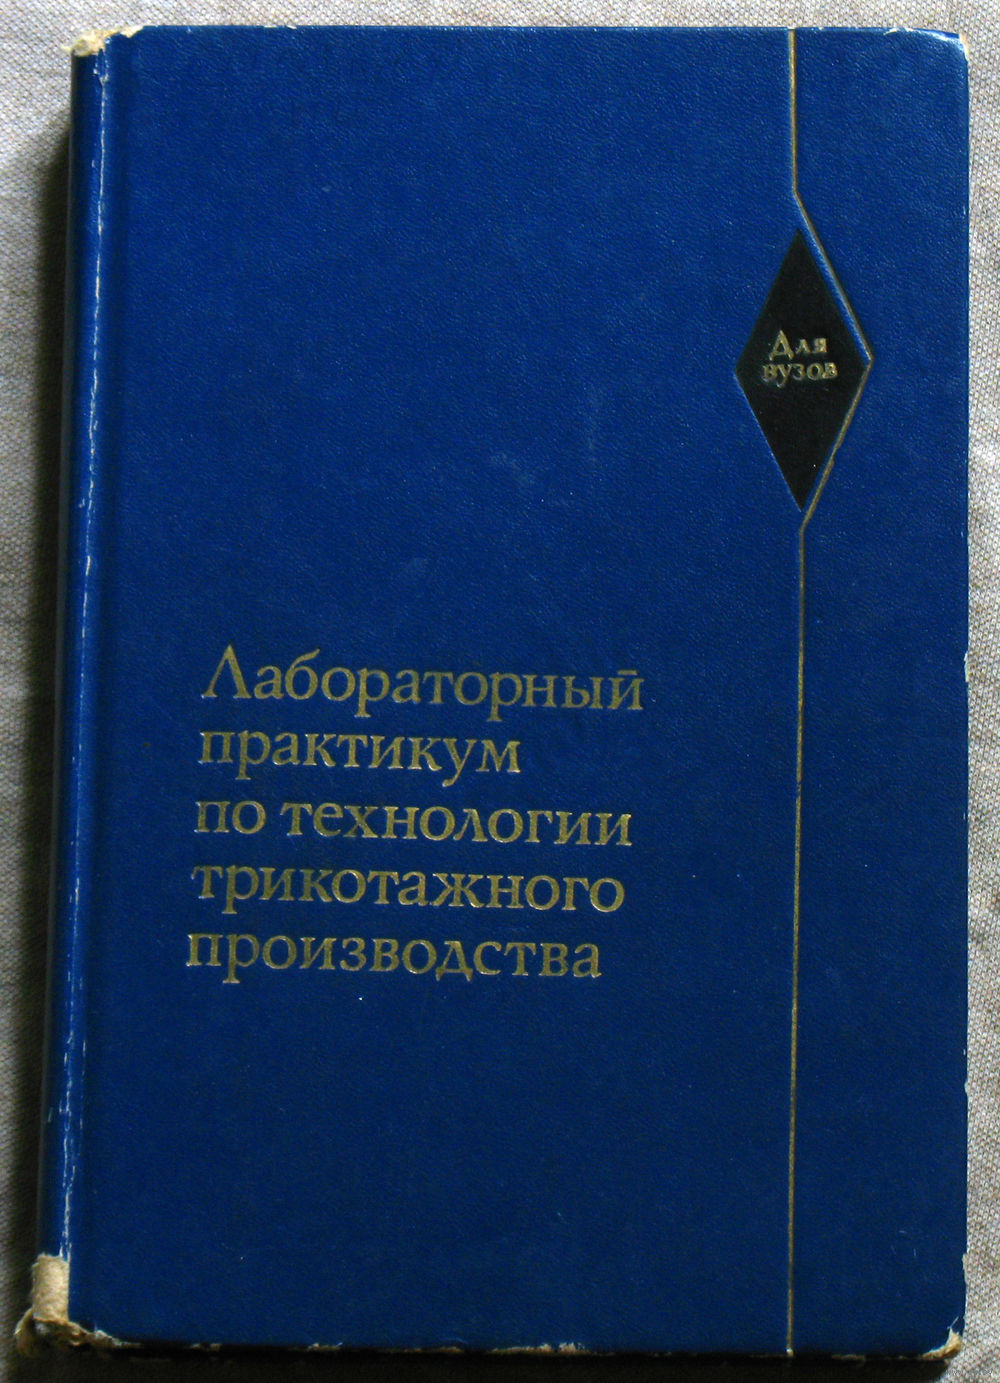 Для
вузов
Лабораторный
практикум
по технологии
трикотажного
производства